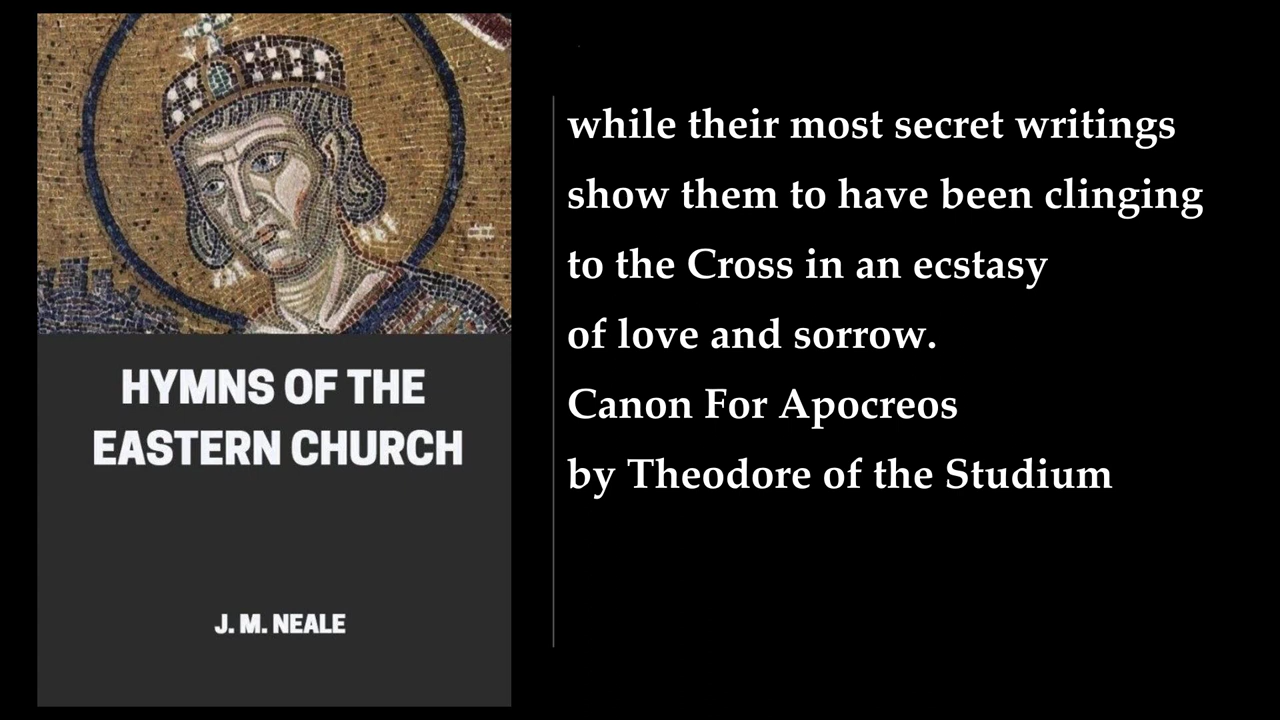 HYMNS OF THE
EASTERN CHURCH
J. M. NEALE
while their most secret writings
show them to have been clinging
to the Cross in an ecstasy
of love and sorrow.
Canon For Apocreos
by Theodore of the Studium